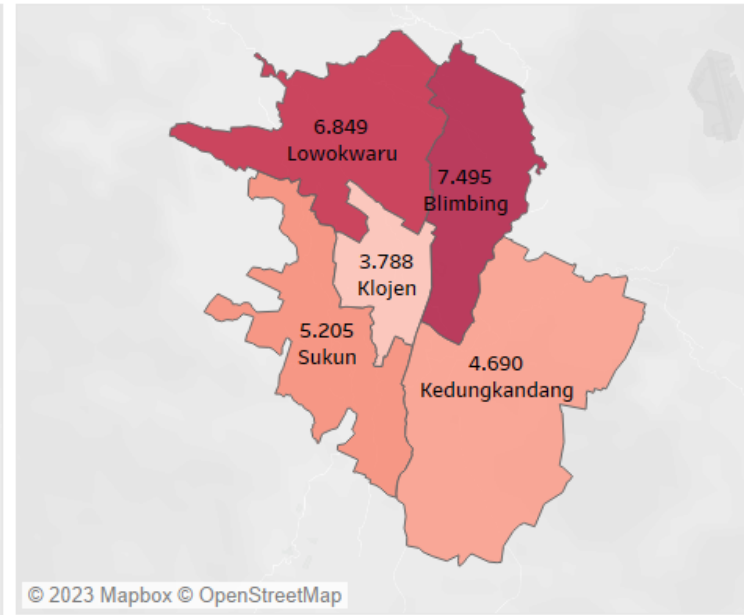 6.849
Lowokwaru
7.495
Blimbing
3.788
Klojen
5.205
Sukun
4.690
Kedungkandang
© 2023 Mapbox © OpenStreetMap